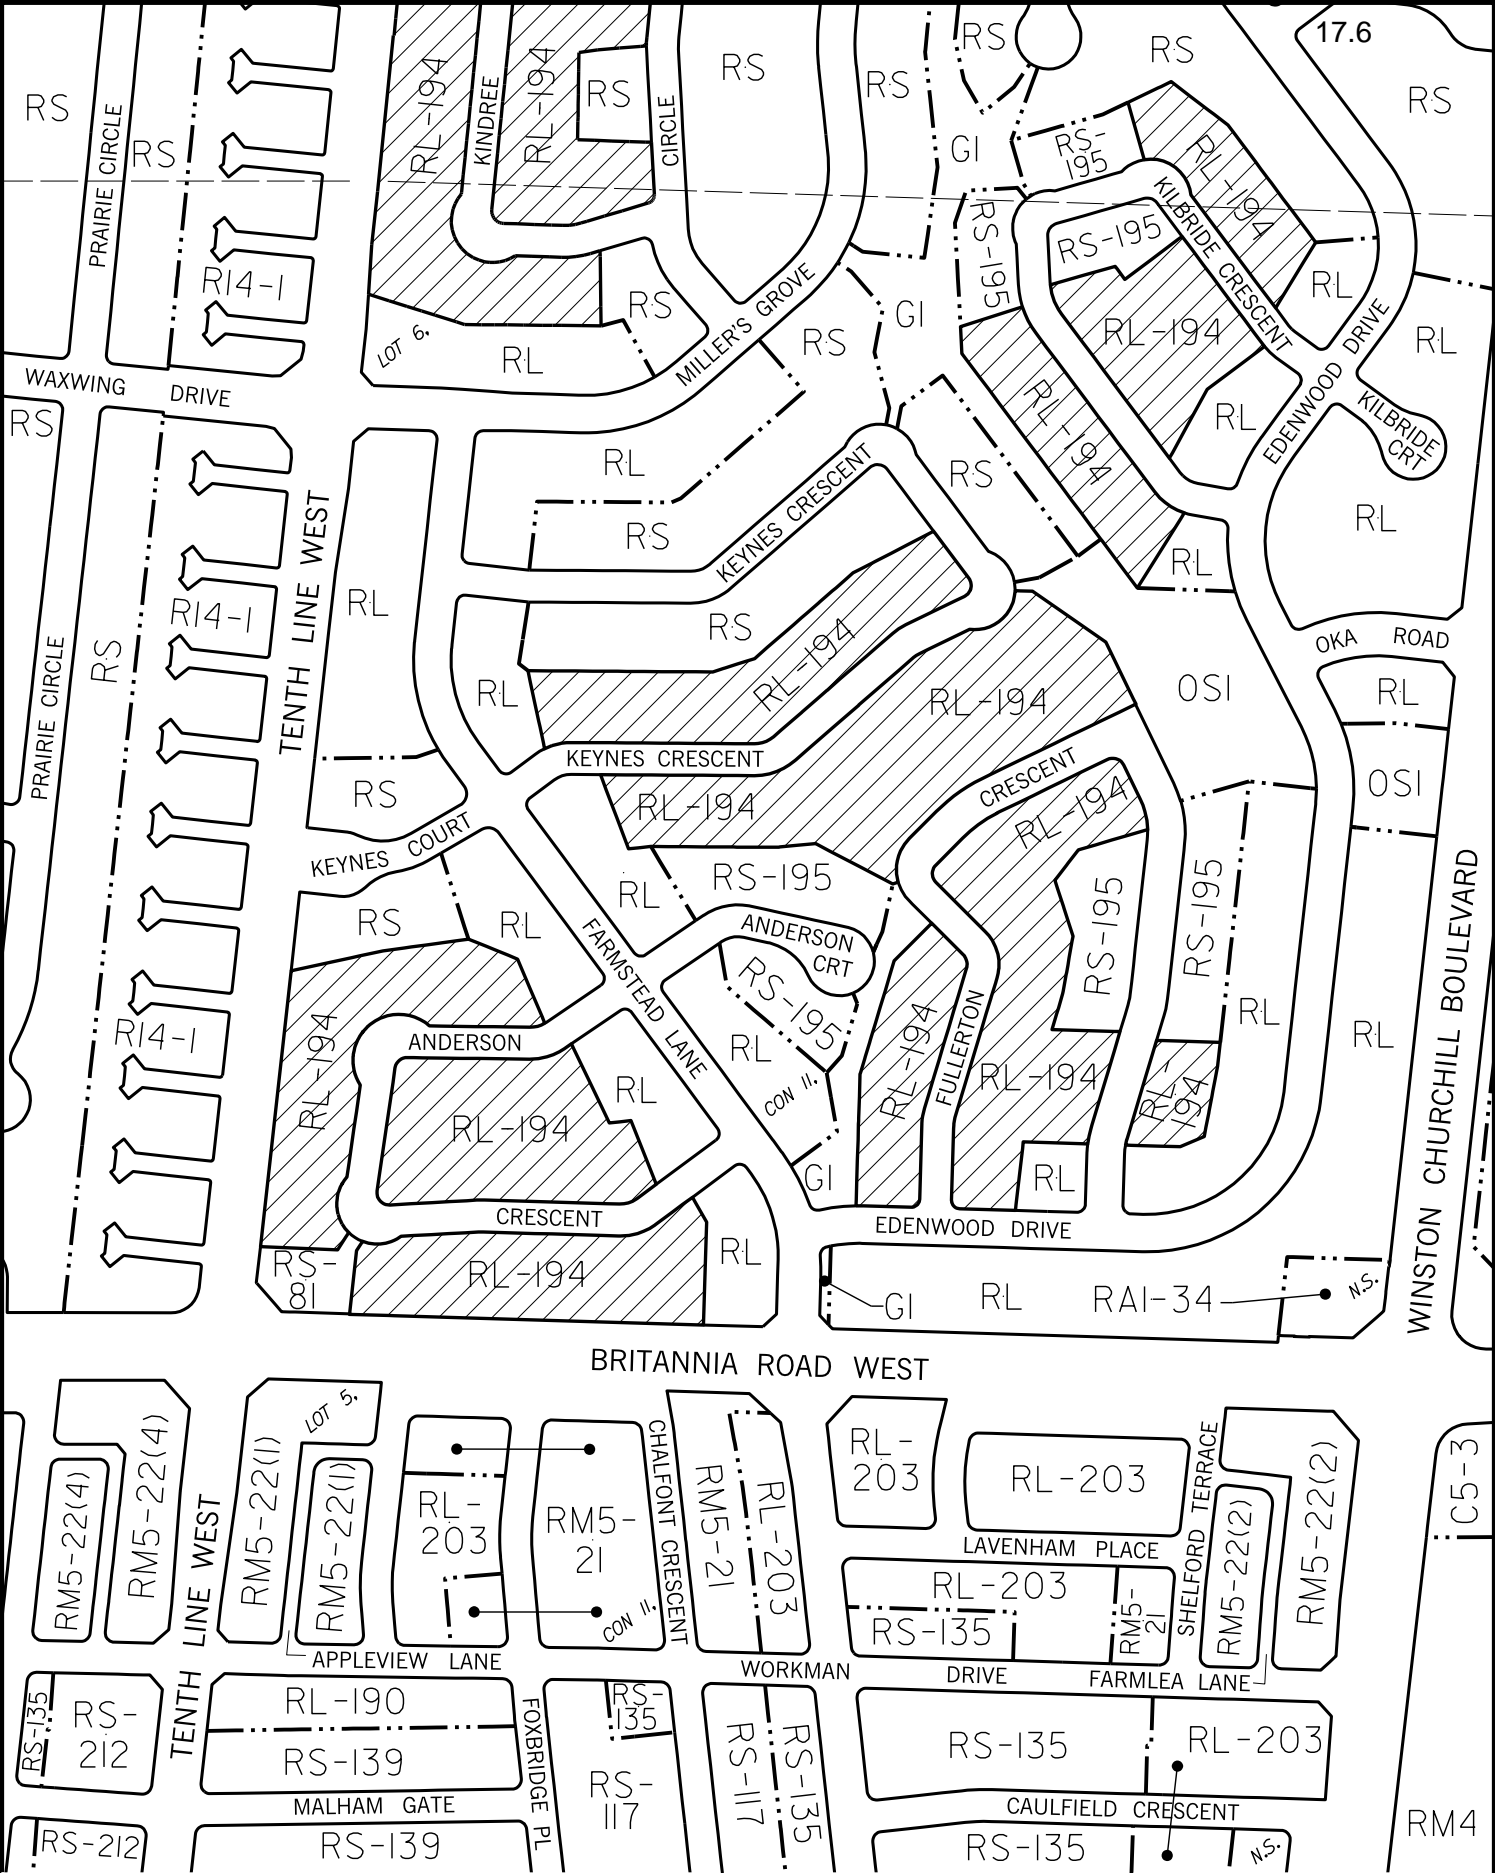 17.6
RS
RS
RS
RS
RS
RS
RS
PRAIRIE CIRCLE
RL-194
KINDREE
RL-194
CIRCLE
GI
RS-
195
RL-194
KILBRIDE CRESCENT
RS-195
RS-195
R14-1
RS
RL
LOT 6,
RL
MILLER'S GROVE
RS
GI
RL-194
RL
EDENWOOD DRIVE
WAXWING DRIVE
RS
RL-194
RL
KILBRIDE
CRT
RL
KEYNES CRESCENT
RS
RS
RL
RL
TENTH LINE WEST
RL
R14-1
RS
PRAIRIE CIRCLE
RS
RL-194
RL
RL-194
OS1
OKA ROAD
RL
OS1
KEYNES CRESCENT
RL-194
CRESCENT
RL-194
RS
KEYNES COURT
RS
RL
RL
RS-195
ANDERSON
CRT
RS-195
FARMSTEAD LANE
RS-195
RS-195
RL
RL
WINSTON CHURCHILL BOULEVARD
R14-1
RL-194
ANDERSON
RL-194
RL
RL
CON 11,
RL-194
FULLERTON
RL-194
RL-
194
RL
GI
CRESCENT
EDENWOOD DRIVE
RS-
81
RL-194
RL
GI
RL
RA1-34
N.S.
BRITANNIA ROAD WEST
RM5-22(4)
RM5-22(4)
TENTH LINE WEST
RM5-22(1)
LOT 5,
RM5-22(1)
RL-
203
RM5-
21
CON 11,
CHALFONT CRESCENT
RM5-21
RL-203
RL-
203
RL-203
LAVENHAM PLACE
RL-203
RS-135
RM5-
21
SHELFORD TERRACE
RM5-22(2)
RM5-22(2)
C5-3
APPLEVIEW LANE
WORKMAN DRIVE
FARMLEA LANE
RS-135
RS-
212
RL-190
RS-139
FOXBRIDGE PL
RS-
135
RS-
117
RS-117
RS-135
RS-135
RL-203
MALHAM GATE
CAULFIELD CRESCENT
RM4
RS-212
RS-139
RS-135
N.S.